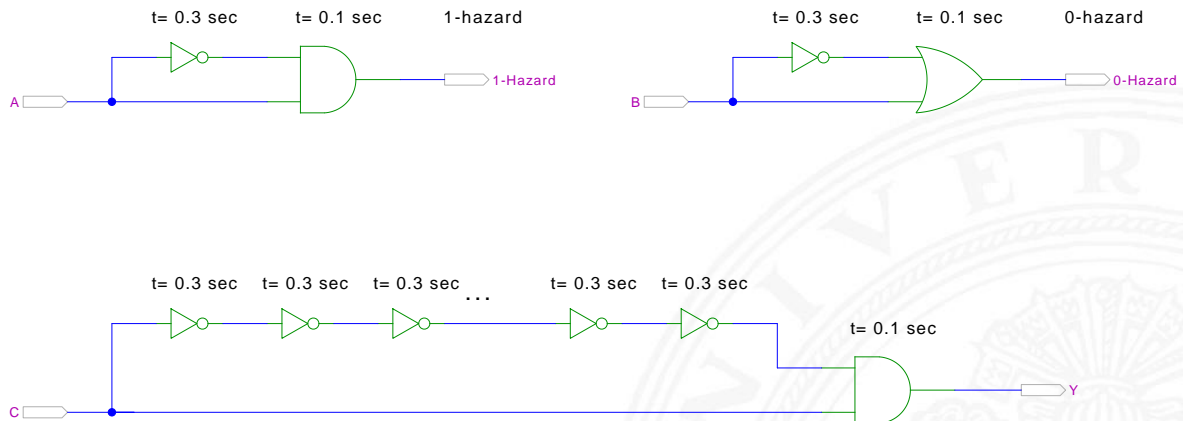 t= 0.3 sec t= 0.1 sec 1-hazard
t= 0.3 sec t= 0.1 sec 0-hazard
A 1-Hazard
B 0-Hazard
t= 0.3 sec t= 0.3 sec t= 0.3 sec ... t= 0.3 sec t= 0.3 sec
t= 0.1 sec
C Y
NIVER